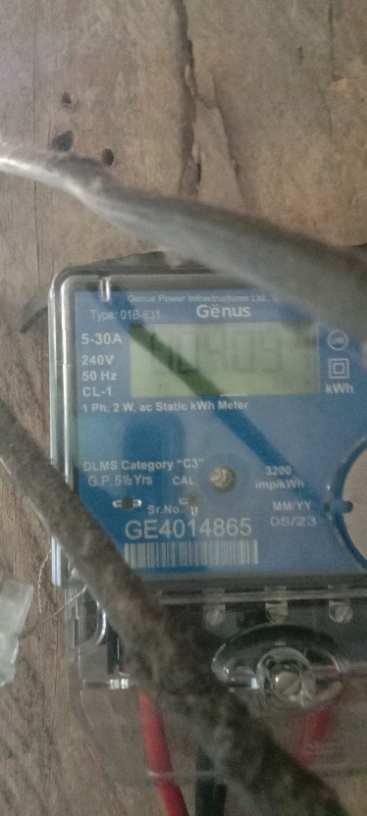 Genus Power Infrastructures Ltd.,
Type: 01B-631
Genus
5-30A
240V
50 Hz
CL-1
kWh
1 Ph, 2 W, ac Static kWh Meter
DLMS Category "C3"
G.P. 5½ Yrs
CAL
3200
imp/kWh
Sr.No.
MM/YY
GE4014865
05/23